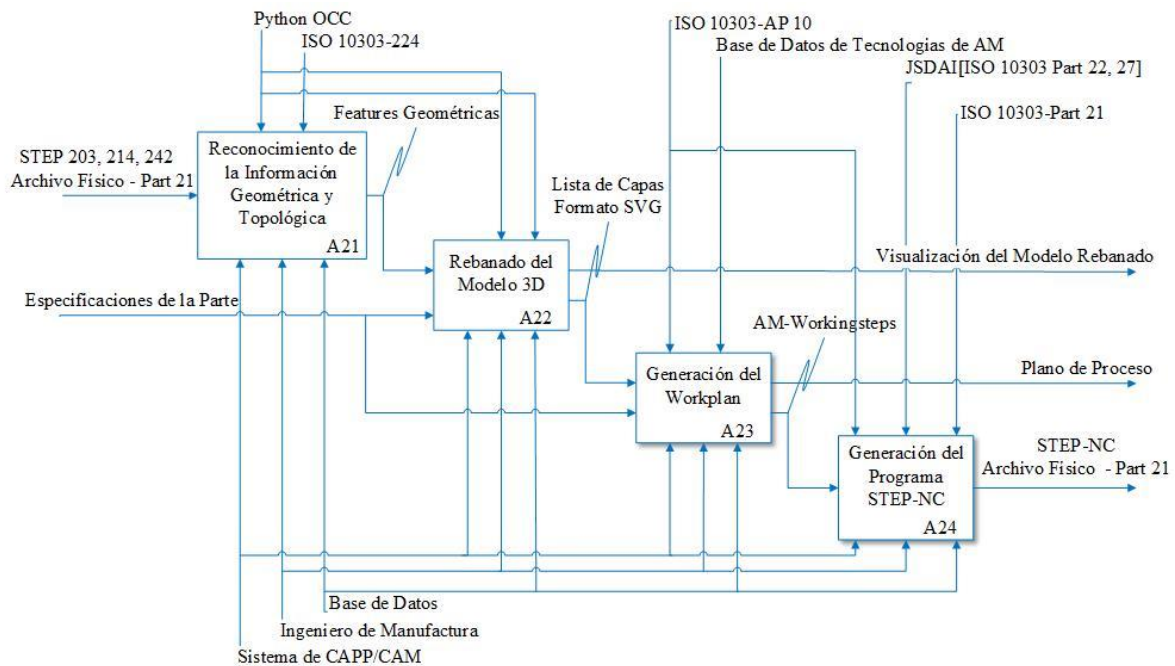 Python OCC
ISO 10303-224
ISO 10303-AP 10
Base de Datos de Tecnologias de AM
JSDAI[ISO 10303 Part 22, 27]
ISO 10303-Part 21
Features Geométricas
STEP 203, 214, 242
Archivo Físico - Part 21
Reconocimiento de
la Información
Geométrica y
Topológica
A21
Lista de Capas
Formato SVG
Rebanado del
Modelo 3D
A22
Visualización del Modelo Rebanado
Especificaciones de la Parte
AM-Workingsteps
Generación del
Workplan
A23
Plano de Proceso
Generación del
Programa
STEP-NC
A24
STEP-NC
Archivo Físico - Part 21
Base de Datos
Ingeniero de Manufactura
Sistema de CAPP/CAM